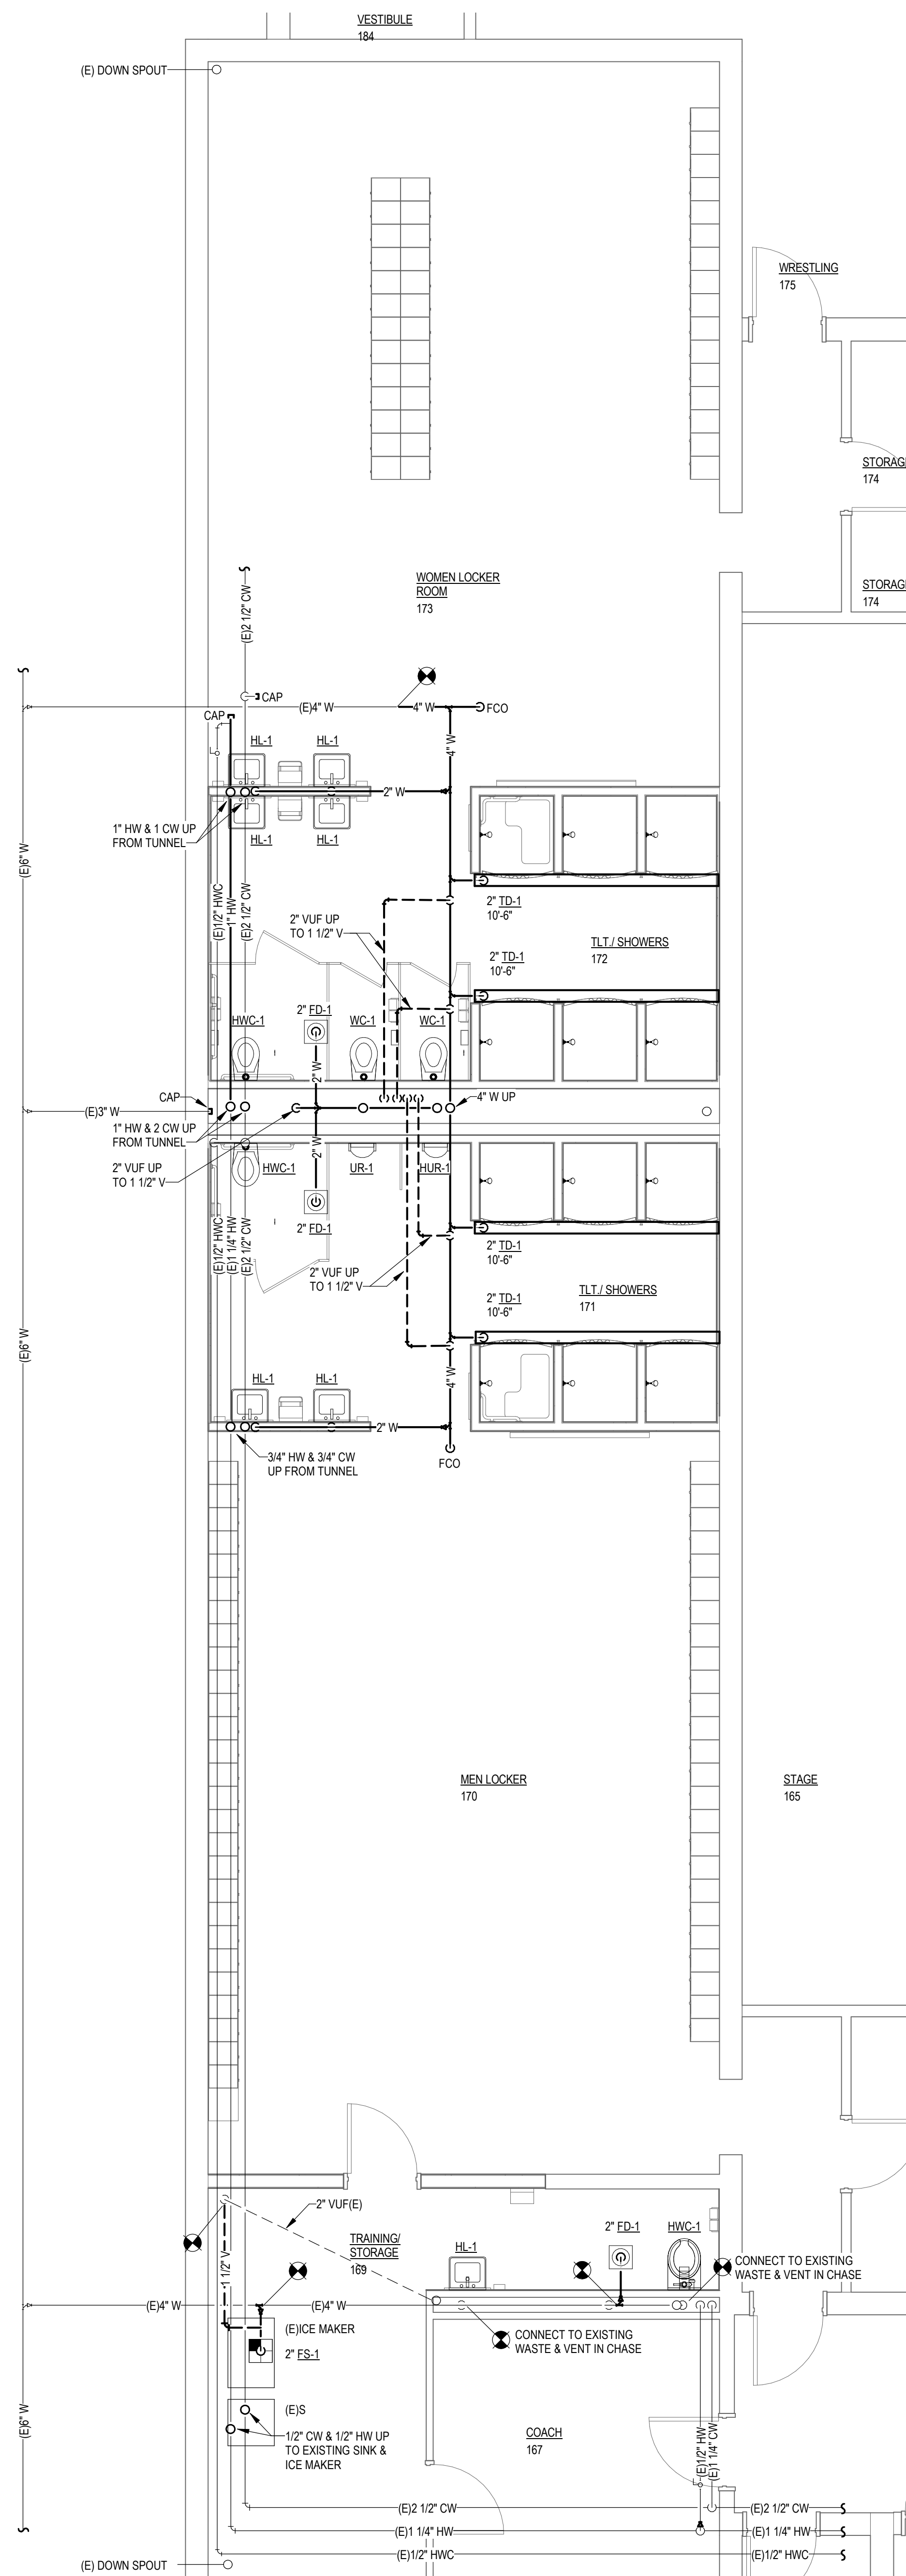 VESTIBULE
184
(E) DOWN SPOUT
WRESTLING
175
STORAG
174
WOMEN LOCKER
ROOM
173
STORAG
174
(E)2 1/2" CW
CAP
(E)4" W
4" W
FCO
CAP
4" W
HL-1
HL-1
2" W
1" HW & 1 CW UP
FROM TUNNEL
HL-1
HL-1
(E)6" W
(E)1/2" HWC
1" HW
(E)2 1/2" CW
2" TD-1
10'-6"
2" VUF UP
TO 1 1/2" V
TLT./ SHOWERS
172
2" TD-1
10'-6"
HWC-1
2" FD-1
WC-1
WC-1
2" W
CAP
(E)3" W
4" W UP
1" HW & 2 CW UP
FROM TUNNEL
2" W
2" VUF UP
TO 1 1/2" V
HWC-1
UR-1
HUR-1
2" FD-1
(E)1/2" HWC
(E)1 1/4" HW
(E)2 1/2" CW
2" TD-1
10'-6"
2" VUF UP
TO 1 1/2" V
TLT./ SHOWERS
171
2" TD-1
10'-6"
(E)6" W
4" W
HL-1
HL-1
2" W
3/4" HW & 3/4" CW
UP FROM TUNNEL
FCO
MEN LOCKER
170
STAGE
165
2" VUF(E)
TRAINING/
STORAGE
169
1 1/2" V
HL-1
2" FD-1
HWC-1
CONNECT TO EXISTING
WASTE & VENT IN CHASE
(E)4" W
(E)4" W
(E)ICE MAKER
2" FS-1
CONNECT TO EXISTING
WASTE & VENT IN CHASE
(E)S
1/2" CW & 1/2" HW UP
TO EXISTING SINK &
ICE MAKER
COACH
167
(E)6" W
(E)1/2" HW
(E)1 1/4" CW
(E)2 1/2" CW
(E)2 1/2" CW
(E)1 1/4" HW
(E)1 1/4" HW
(E)1/2" HWC
(E)1/2" HWC
(E) DOWN SPOUT